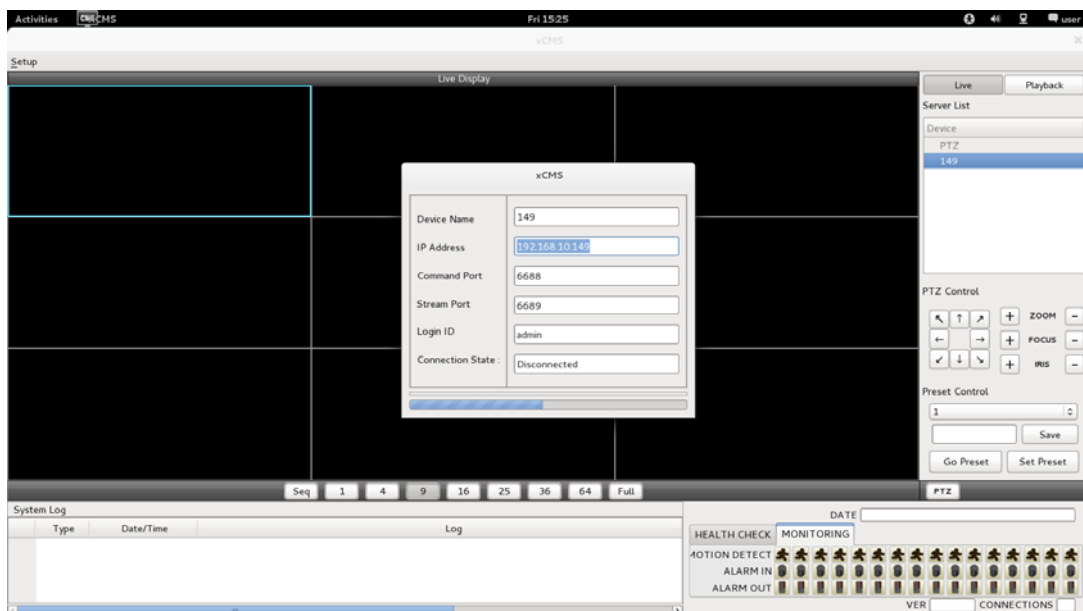 Activities xCMS Fri 15:25 user
xCMS
Setup
Live Display
Live Playback
Server List
Device
PTZ
149
xCMS
Device Name 149
IP Address 192.168.10.149
Command Port 6688
Stream Port 6689
Login ID admin
Connection State : Disconnected
PTZ Control
ZOOM
FOCUS
IRIS
Preset Control
1
Save
Go Preset Set Preset
Seq 1 4 9 16 25 36 64 Full PTZ
System Log
Type Date/Time Log
DATE
HEALTH CHECK MONITORING
MOTION DETECT
ALARM IN
ALARM OUT
VER CONNECTIONS